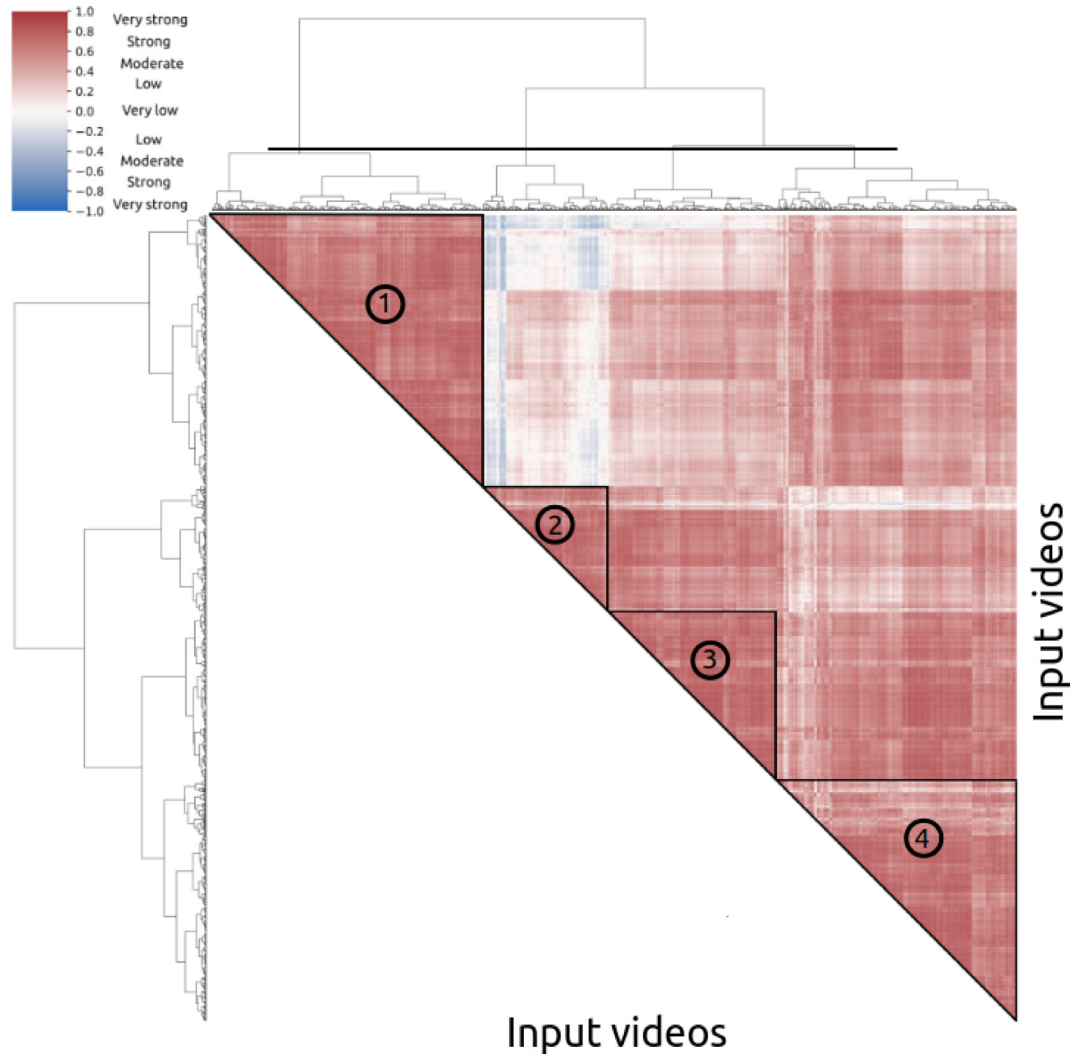 1.0 Very strong
0.8 Strong
0.6 Moderate
0.4 Low
0.2
0.0 Very low
−0.2
−0.4 Low
−0.6 Moderate
−0.8 Strong
−1.0 Very strong
1
2
3
4
Input videos
Input videos